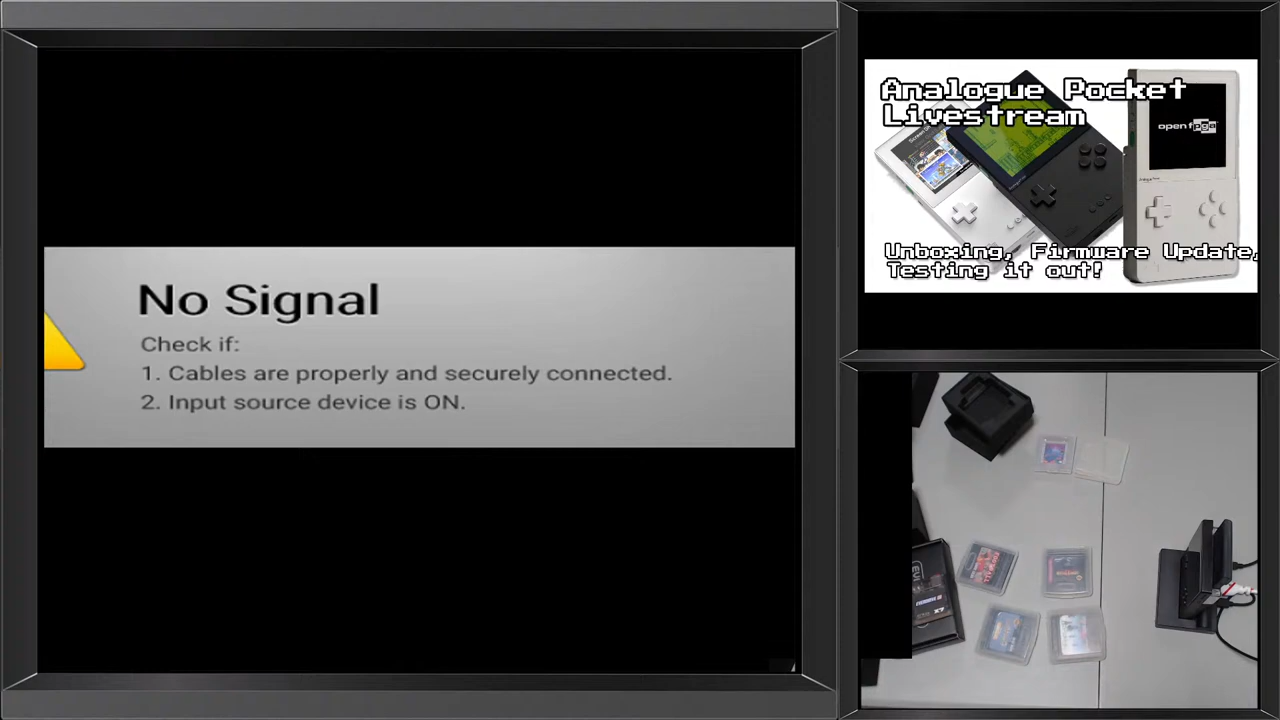 No Signal
Check if:
1. Cables are properly and securely connected.
2. Input source device is ON.
Analogue Pocket
Livestream
openfpga
Unboxing, Firmware Update,
Testing it out!